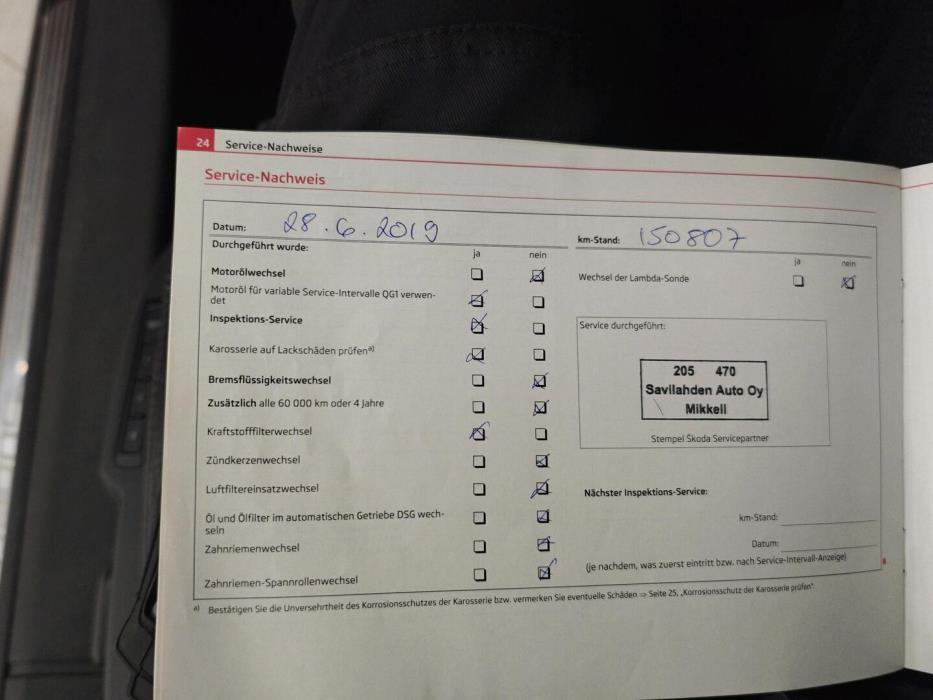 24 Service-Nachweise
Service-Nachweis
Datum: 28.6.2019
km-Stand: 150807
Durchgeführt wurde:
ja nein
ja nein
Motorölwechsel
Wechsel der Lambda-Sonde
Motoröl für variable Service-Intervalle QG1 verwen-
det
Inspektions-Service
Service durchgeführt:
Karosserie auf Lackschäden prüfen a)
205 470
Savilahden Auto Oy
Mikkeli
Bremsflüssigkeitswechsel
Zusätzlich alle 60 000 km oder 4 Jahre
Kraftstofffilterwechsel
Stempel Škoda Servicepartner
Zündkerzenwechsel
Luftfiltereinsatzwechsel
Nächster Inspektions-Service:
Öl und Ölfilter im automatischen Getriebe DSG wech-
seln
km-Stand:
Zahnriemenwechsel
Datum:
(je nachdem, was zuerst eintritt bzw. nach Service-Intervall-Anzeige)
Zahnriemen-Spannrollenwechsel
a) Bestätigen Sie die Unversehrtheit des Korrosionsschutzes der Karosserie bzw. vermerken Sie eventuelle Schäden ⇒ Seite 25, „Korrosionsschutz der Karosserie prüfen“.